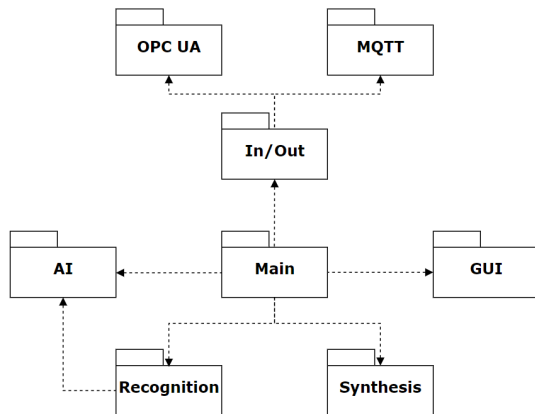 OPC UA
MQTT
In/Out
AI
Main
GUI
Recognition
Synthesis